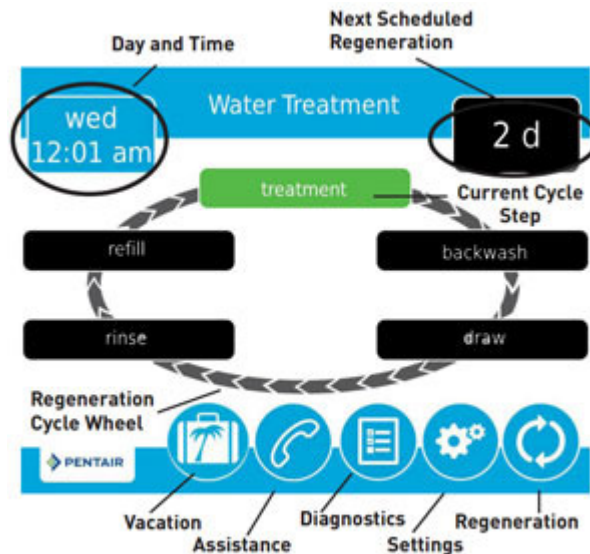 Next Scheduled
Regeneration
Day and Time
wed
12:01 am
Water Treatment
2 d
treatment
Current Cycle
Step
refill
backwash
rinse
draw
Regeneration
Cycle Wheel
PENTAIR
Vacation
Assistance
Diagnostics
Settings
Regeneration